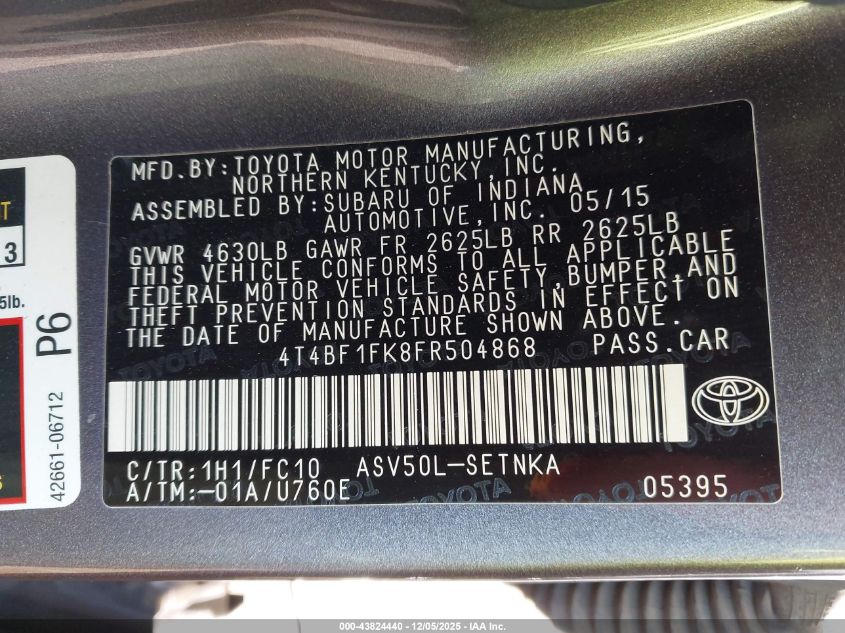 MFD.BY:TOYOTA MOTOR MANUFACTURING,
NORTHERN KENTUCKY,INC.
ASSEMBLED BY:SUBARU OF INDIANA
AUTOMOTIVE,INC. 05/15
GVWR 4630LB GAWR FR 2625LB RR 2625LB
THIS VEHICLE CONFORMS TO ALL APPLICABLE
FEDERAL MOTOR VEHICLE SAFETY,BUMPER,AND
THEFT PREVENTION STANDARDS IN EFFECT ON
THE DATE OF MANUFACTURE SHOWN ABOVE.
4T4BF1FK8FR504868 PASS.CAR
C/TR:1H1/FC10 ASV50L-SETNKA
A/TM:-01A/U760E 05395
3
5lb.
P6
42661-06712
000-43824440 - 12/05/2025 - IAA Inc.